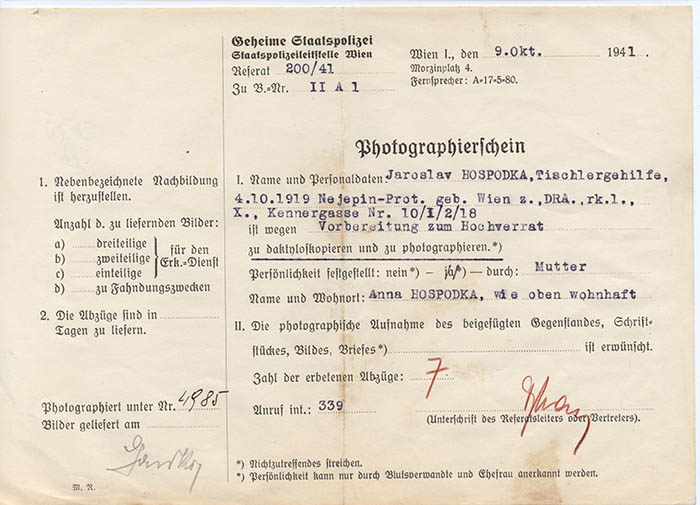 Geheime Staatspolizei
Staatspolizeileitstelle Wien
Referat 200/41
Zu B.=Nr. II A 1
Wien I., den 9.Okt. 1941.
Morzinplatz 4.
Fernsprecher: A=17=5=80.
Photographierschein
1. Nebenbezeichnete Nachbildung
ist herzustellen.
Anzahl d. zu liefernden Bilder:
a) dreiteilige
b) zweiteilige
c) einteilige
für den
Erk.=Dienst
d) zu Fahndungszwecken
2. Die Abzüge sind in
Tagen zu liefern.
Photographiert unter Nr. 4985
Bilder geliefert am
M. N.
I. Name und Personaldaten: Jaroslav HOSPODKA, Tischlergehilfe,
4.10.1919 Nejepin-Prot. geb. Wien z.,DRA.,rk.l.,
X., Kennergasse Nr. 10/I/2/18
ist wegen Vorbereitung zum Hochverrat
zu daktyloskopieren und zu photographieren.*)
Persönlichkeit festgestellt: nein*) – ja*) – durch: Mutter
Name und Wohnort: Anna HOSPODKA, wie oben wohnhaft
II. Die photographische Aufnahme des beigefügten Gegenstandes, Schrift=
stückes, Bildes, Briefes*) ist erwünscht.
Zahl der erbetenen Abzüge: 7.
Anruf int.: 339
(Unterschrift des Referatsleiters oder Vertreters).
*) Nichtzutreffendes streichen.
*) Persönlichkeit kann nur durch Blutsverwandte und Ehefrau anerkannt werden.